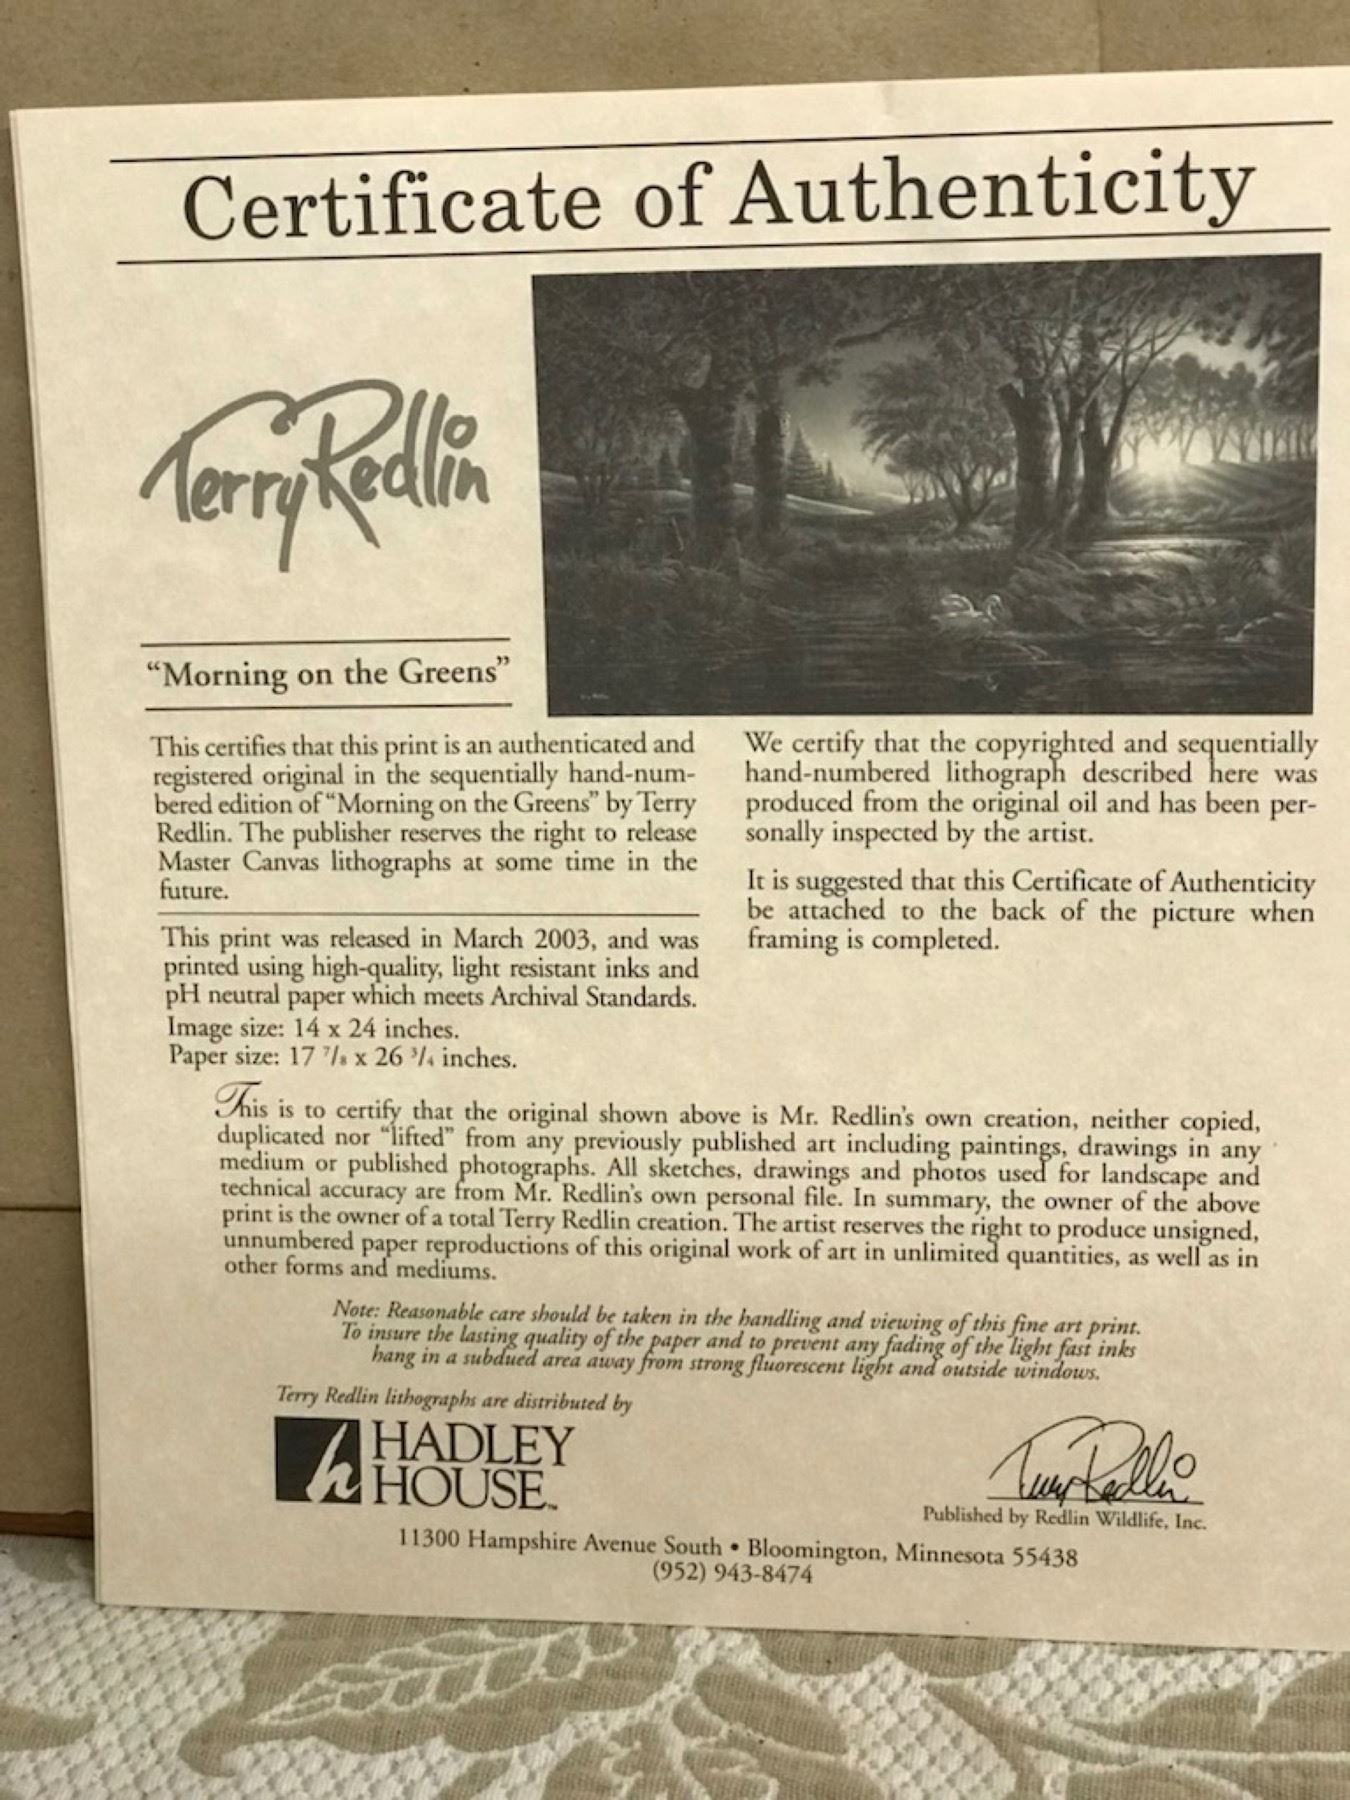 Certificate of Authenticity
Terry Redlin
“Morning on the Greens”
This certifies that this print is an authenticated and
registered original in the sequentially hand-num-
bered edition of “Morning on the Greens” by Terry
Redlin. The publisher reserves the right to release
Master Canvas lithographs at some time in the
future.
This print was released in March 2003, and was
printed using high-quality, light resistant inks and
pH neutral paper which meets Archival Standards.
Image size: 14 x 24 inches.
Paper size: 17 7/8 x 26 3/4 inches.
We certify that the copyrighted and sequentially
hand-numbered lithograph described here was
produced from the original oil and has been per-
sonally inspected by the artist.
It is suggested that this Certificate of Authenticity
be attached to the back of the picture when
framing is completed.
This is to certify that the original shown above is Mr. Redlin’s own creation, neither copied,
duplicated nor “lifted” from any previously published art including paintings, drawings in any
medium or published photographs. All sketches, drawings and photos used for landscape and
technical accuracy are from Mr. Redlin’s own personal file. In summary, the owner of the above
print is the owner of a total Terry Redlin creation. The artist reserves the right to produce unsigned,
unnumbered paper reproductions of this original work of art in unlimited quantities, as well as in
other forms and mediums.
Note: Reasonable care should be taken in the handling and viewing of this fine art print.
To insure the lasting quality of the paper and to prevent any fading of the light fast inks
hang in a subdued area away from strong fluorescent light and outside windows.
Terry Redlin lithographs are distributed by
h HADLEY
HOUSE™
Terry Redlin
Published by Redlin Wildlife, Inc.
11300 Hampshire Avenue South • Bloomington, Minnesota 55438
(952) 943-8474